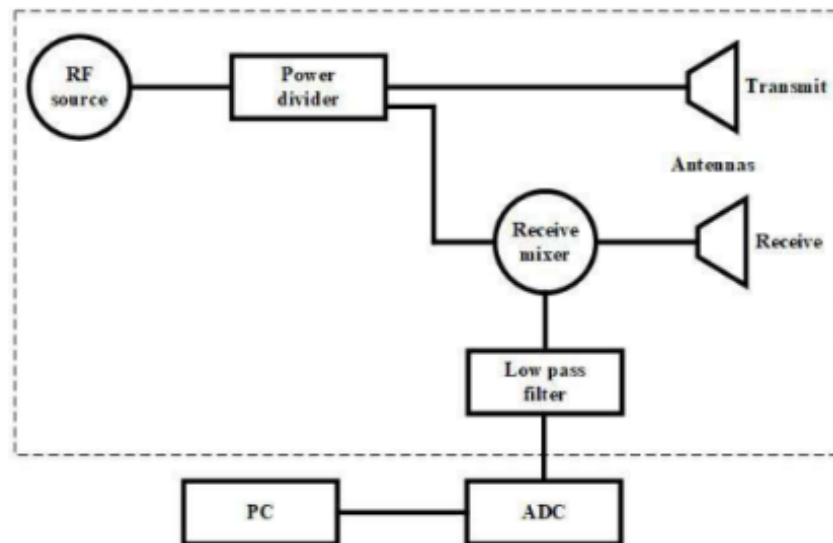 RF
source
Power
divider
Transmit
Antennas
Receive
mixer
Receive
Low pass
filter
PC
ADC